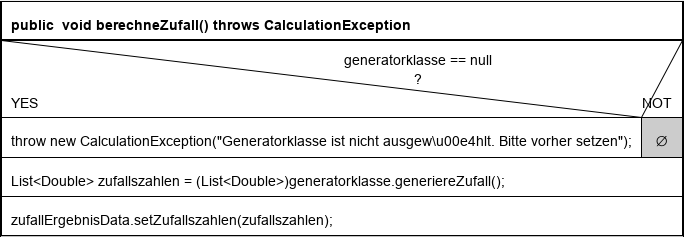 public  void berechneZufall() throws CalculationException
generatorklasse == null
?
YES
NOT
throw new CalculationException("Generatorklasse ist nicht ausgew\u00e4hlt. Bitte vorher setzen");
∅
List<Double> zufallszahlen = (List<Double>)generatorklasse.generiereZufall();
zufallErgebnisData.setZufallszahlen(zufallszahlen);